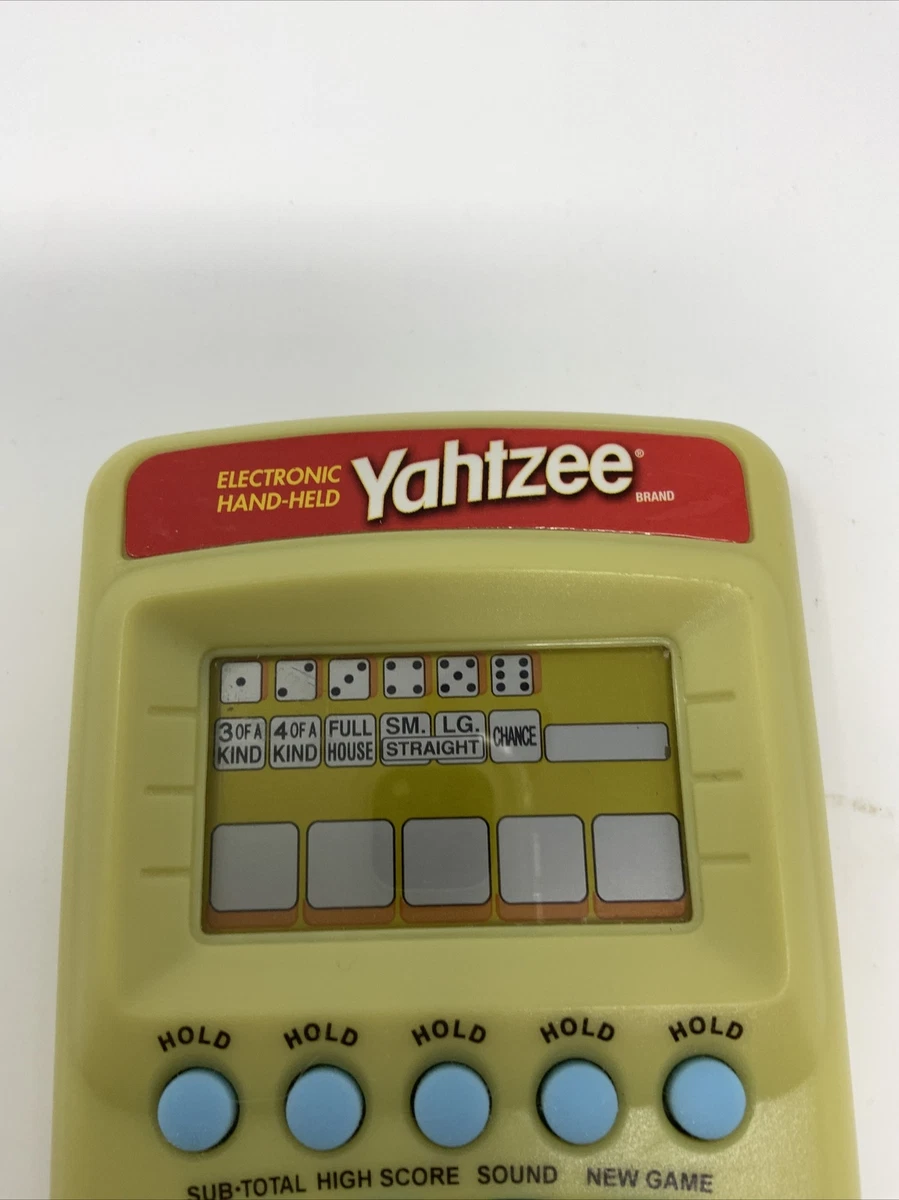 ELECTRONIC
HAND-HELD
Yahtzee®
BRAND
3 OF A
KIND
4 OF A
KIND
FULL
HOUSE
SM. LG.
STRAIGHT
CHANCE
HOLD HOLD HOLD HOLD HOLD
SUB•TOTAL HIGH SCORE SOUND NEW GAME